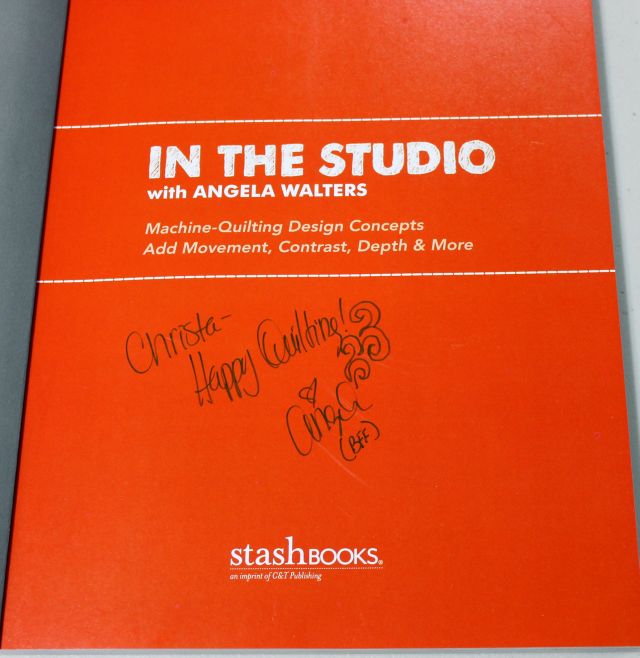 IN THE STUDIO
with ANGELA WALTERS
Machine-Quilting Design Concepts
Add Movement, Contrast, Depth & More
Christa-
Happy Quilting!
Angela
(BFF)
stashBOOKS®
an imprint of C&T Publishing